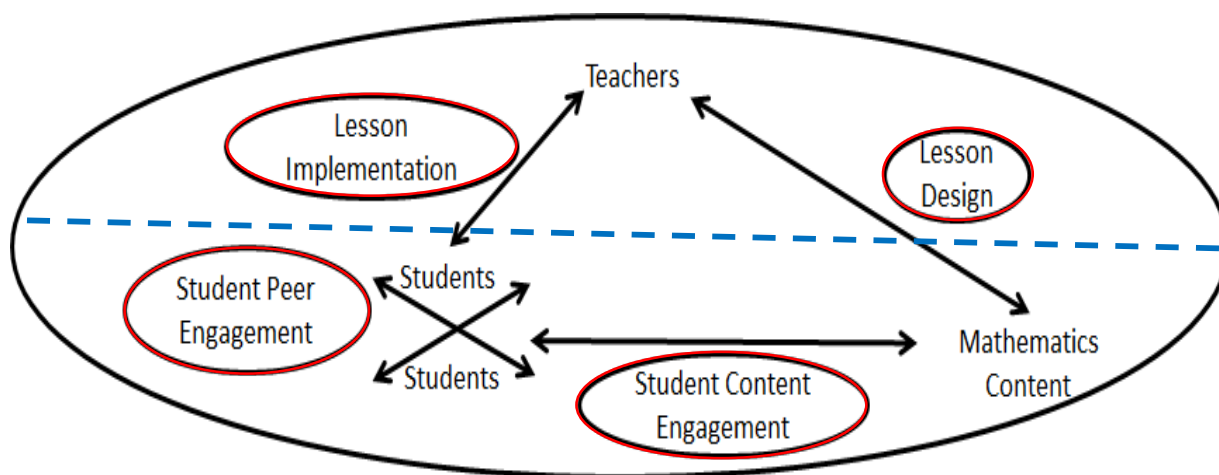 Teachers
Lesson
Implementation
Lesson
Design
Student Peer
Engagement
Students
Students
Mathematics
Content
Student Content
Engagement